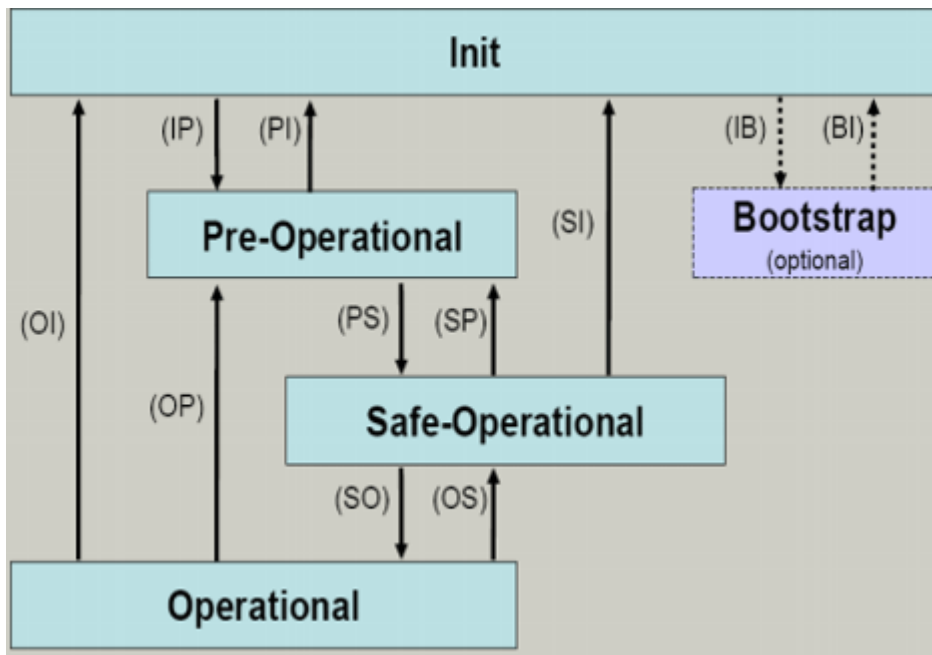 Init
(IP)
(PI)
(IB)
(BI)
Pre-Operational
(SI)
Bootstrap
(optional)
(OI)
(PS)
(SP)
(OP)
Safe-Operational
(SO)
(OS)
Operational